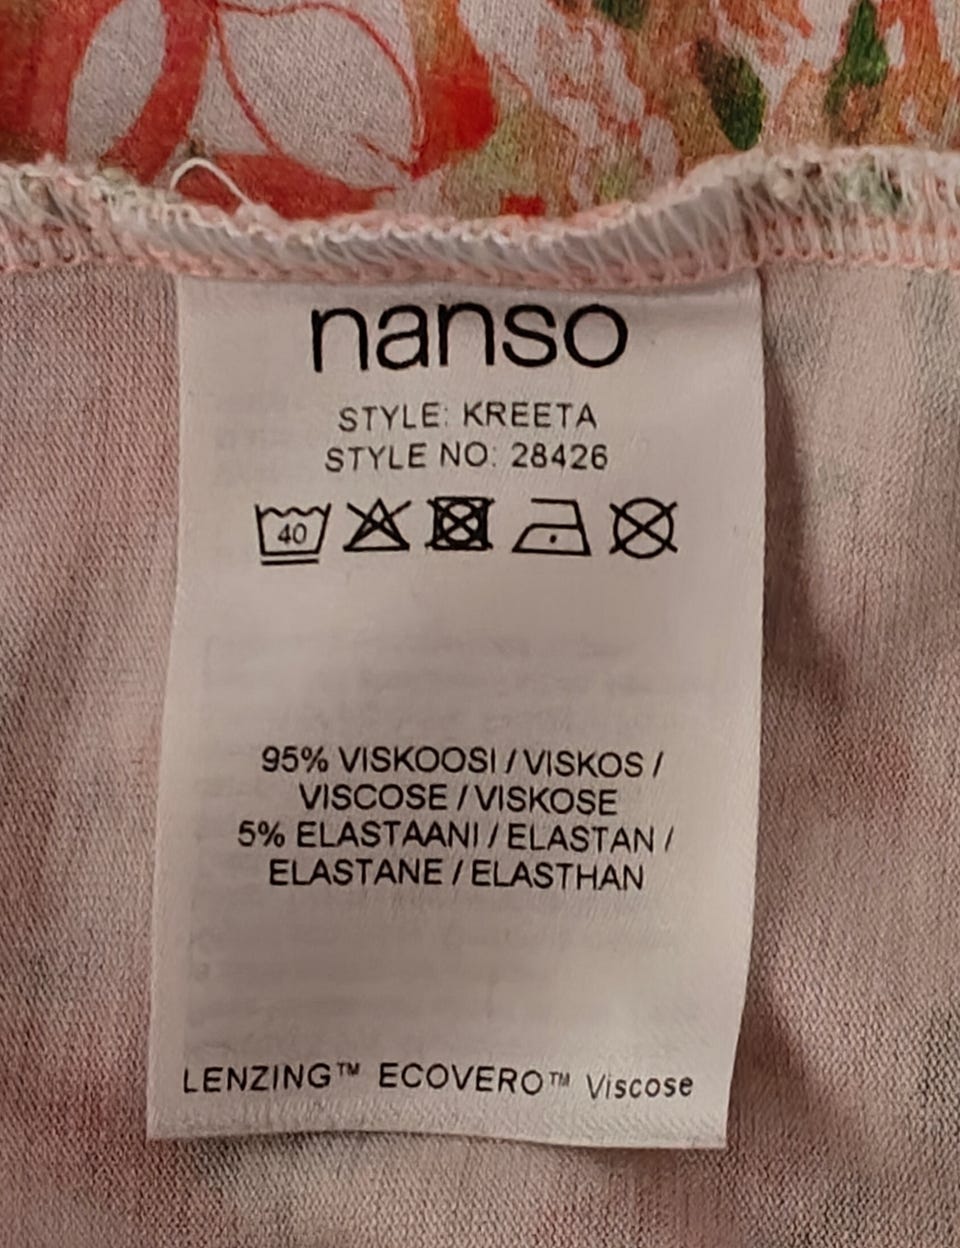 nanso
STYLE: KREETA
STYLE NO: 28426
40
95% VISKOOSI / VISKOS /
VISCOSE / VISKOSE
5% ELASTAANI / ELASTAN /
ELASTANE / ELASTHAN
LENZING™ ECOVERO™ Viscose